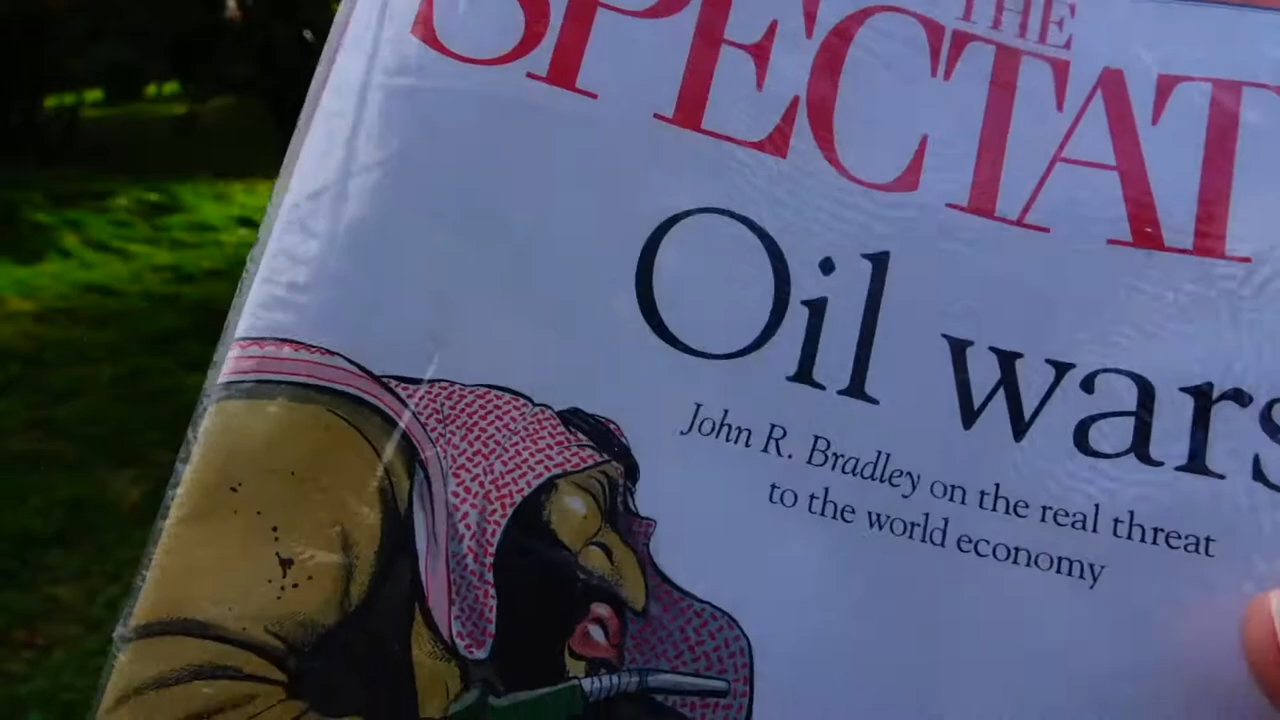 THE
SPECTAT
Oil wars
John R. Bradley on the real threat
to the world economy